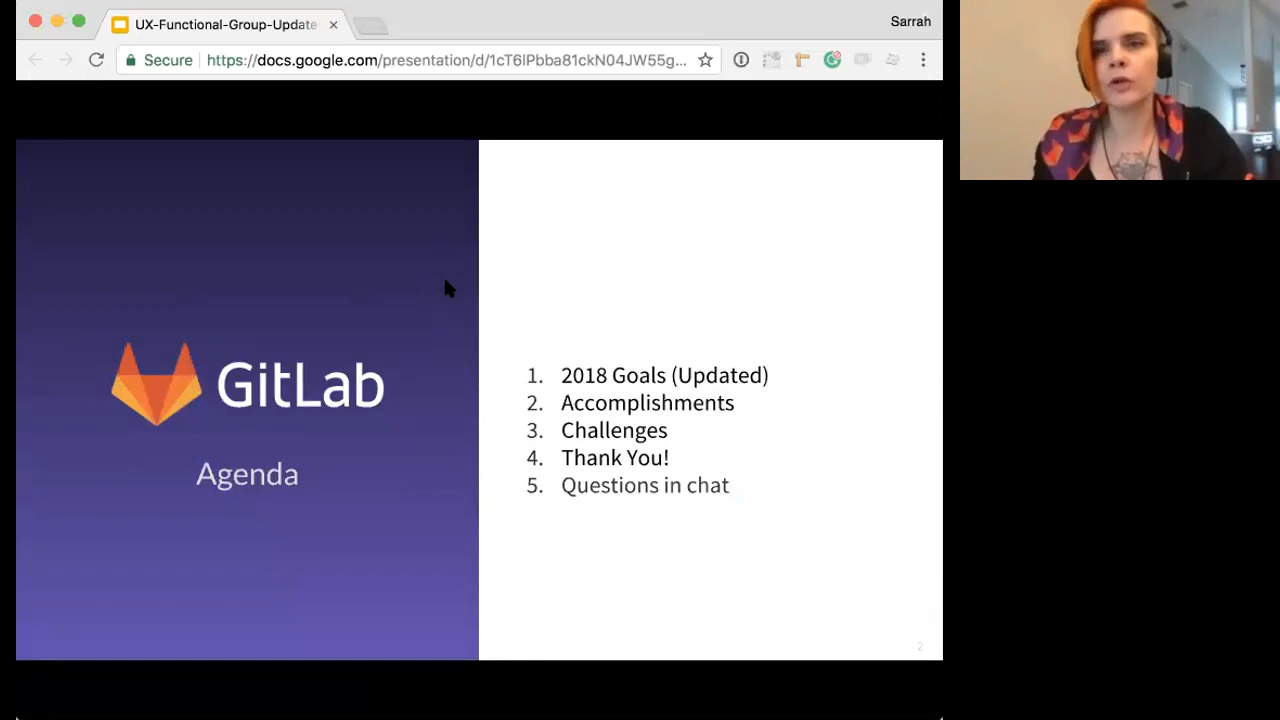 UX-Functional-Group-Update
Sarrah
Secure https://docs.google.com/presentation/d/1cT6lPbba81ckN04JW55g...
GitLab
Agenda
1. 2018 Goals (Updated)
2. Accomplishments
3. Challenges
4. Thank You!
5. Questions in chat
2